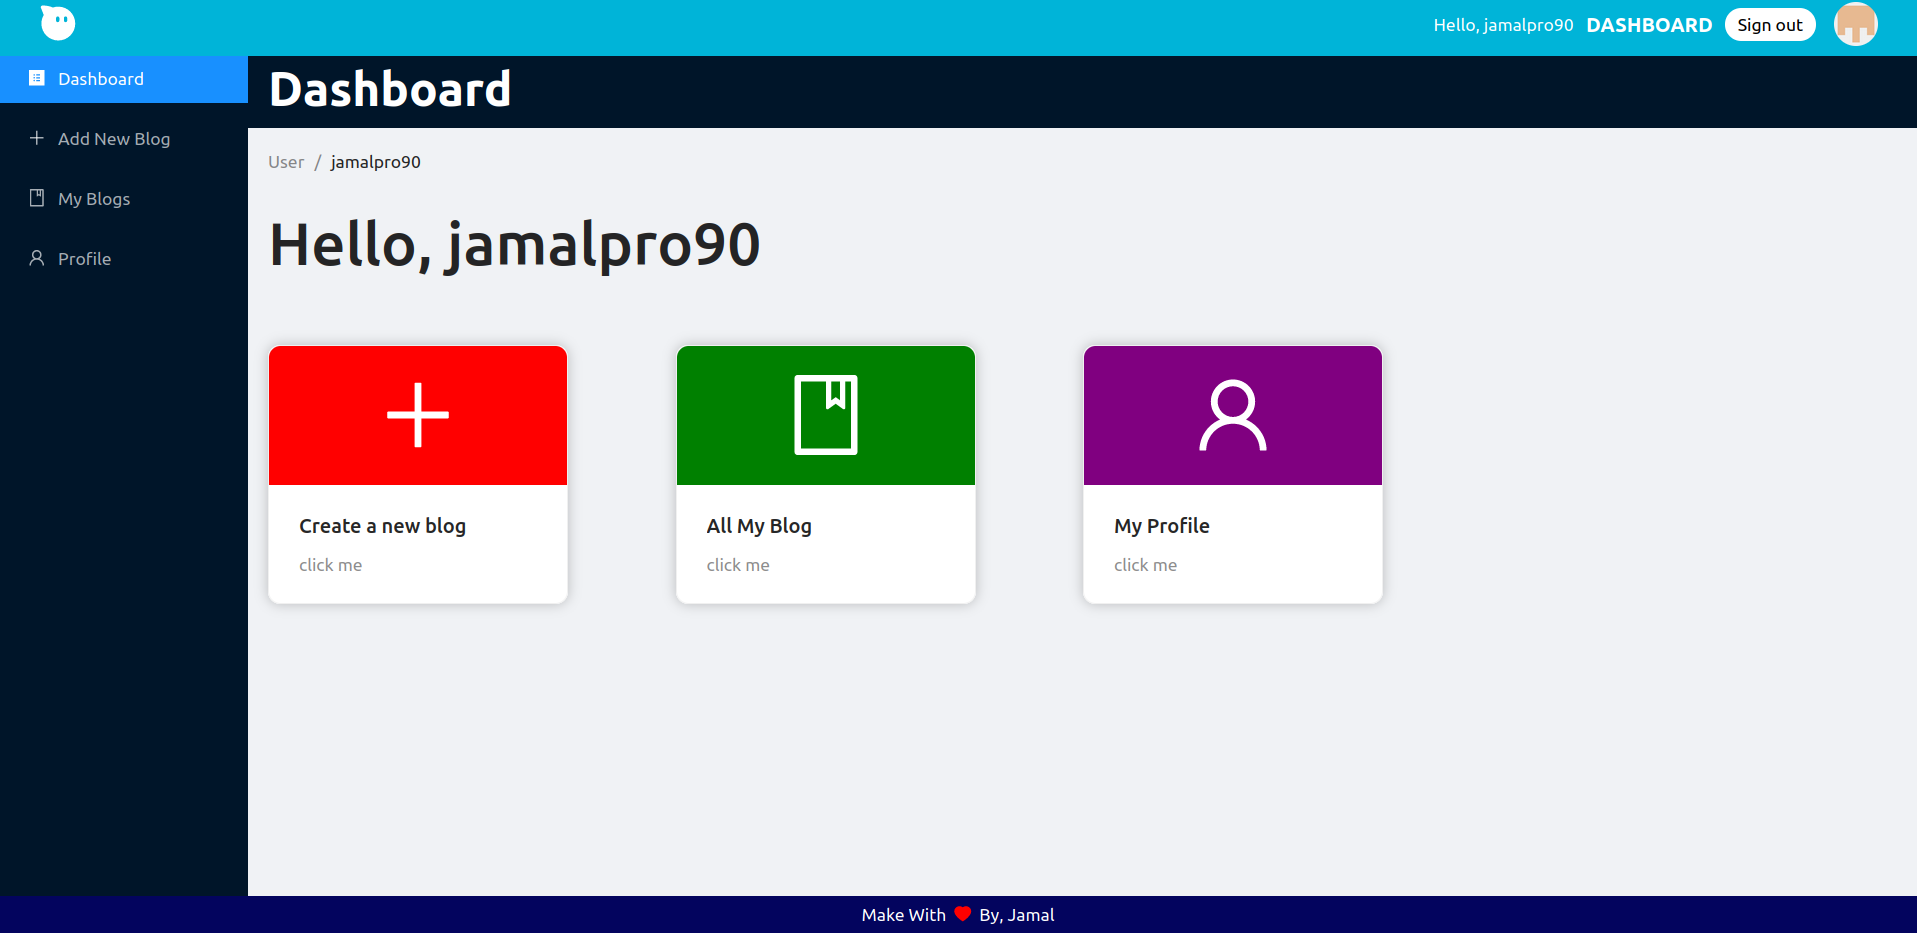 Hello, jamalpro90 DASHBOARD Sign out
Dashboard
Add New Blog
My Blogs
Profile
Dashboard
User / jamalpro90
Hello, jamalpro90
Create a new blog
click me
All My Blog
click me
My Profile
click me
Make With ❤ By, Jamal